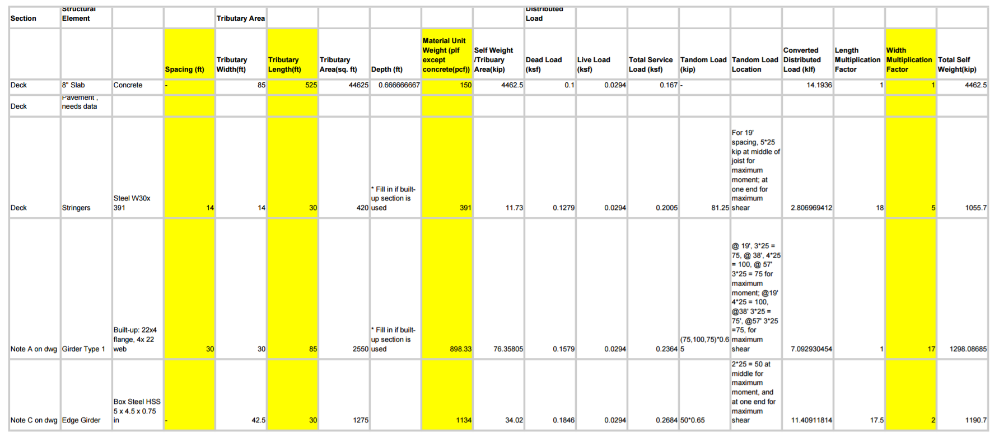 Section
Structural
Element
Tributary Area
Distributed
Load
Spacing (ft)
Tributary
Width(ft)
Tributary
Length(ft)
Tributary
Area(sq. ft)
Depth (ft)
Material Unit
Weight (plf
except
concrete(pcf))
Self Weight
/Tribuary
Area(kip)
Dead Load
(ksf)
Live Load
(ksf)
Total Service
Load (ksf)
Tandom Load
(kip)
Tandom Load
Location
Converted
Distributed
Load (klf)
Length
Multiplication
Factor
Width
Multiplication
Factor
Total Self
Weight(kip)
Deck
8" Slab
Concrete
-
85
525
44625
0.666666667
150
4462.5
0.1
0.0294
0.167
-
14.1936
1
1
4462.5
Deck
Pavement ,
needs data
Deck
Stringers
Steel W30x
391
14
14
30
420
* Fill in if built-
up section is
used
391
11.73
0.1279
0.0294
0.2005
81.25
For 19'
spacing, 5*25
kip at middle of
joist for
maximum
moment; at
one end for
maximum
shear
2.806969412
18
5
1055.7
Note A on dwg
Girder Type 1
Built-up: 22x4
flange, 4x 22
web
30
30
85
2550
* Fill in if built-
up section is
used
898.33
76.35805
0.1579
0.0294
0.2364
(75,100,75)*0.6
5
@ 19', 3*25 =
75, @ 38', 4*25
= 100, @ 57'
3*25 = 75 for
maximum
moment; @19'
4*25 = 100,
@38' 3*25 =
75', @57' 3*25
=75, for
maximum
shear
7.092930454
1
17
1298.08685
Note C on dwg
Edge Girder
Box Steel HSS
5 x 4.5 x 0.75
in
-
42.5
30
1275
1134
34.02
0.1846
0.0294
0.2684
50*0.65
2*25 = 50 at
middle for
maximum
moment, and
at one end for
maximum
shear
11.40911814
17.5
2
1190.7